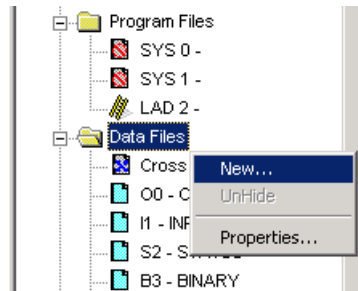 Program Files
SYS 0 -
SYS 1 -
LAD 2 -
Data Files
Cross
New...
O0 - O
UnHide
I1 - INP
Properties...
S2 - STATUS
B3 - BINARY